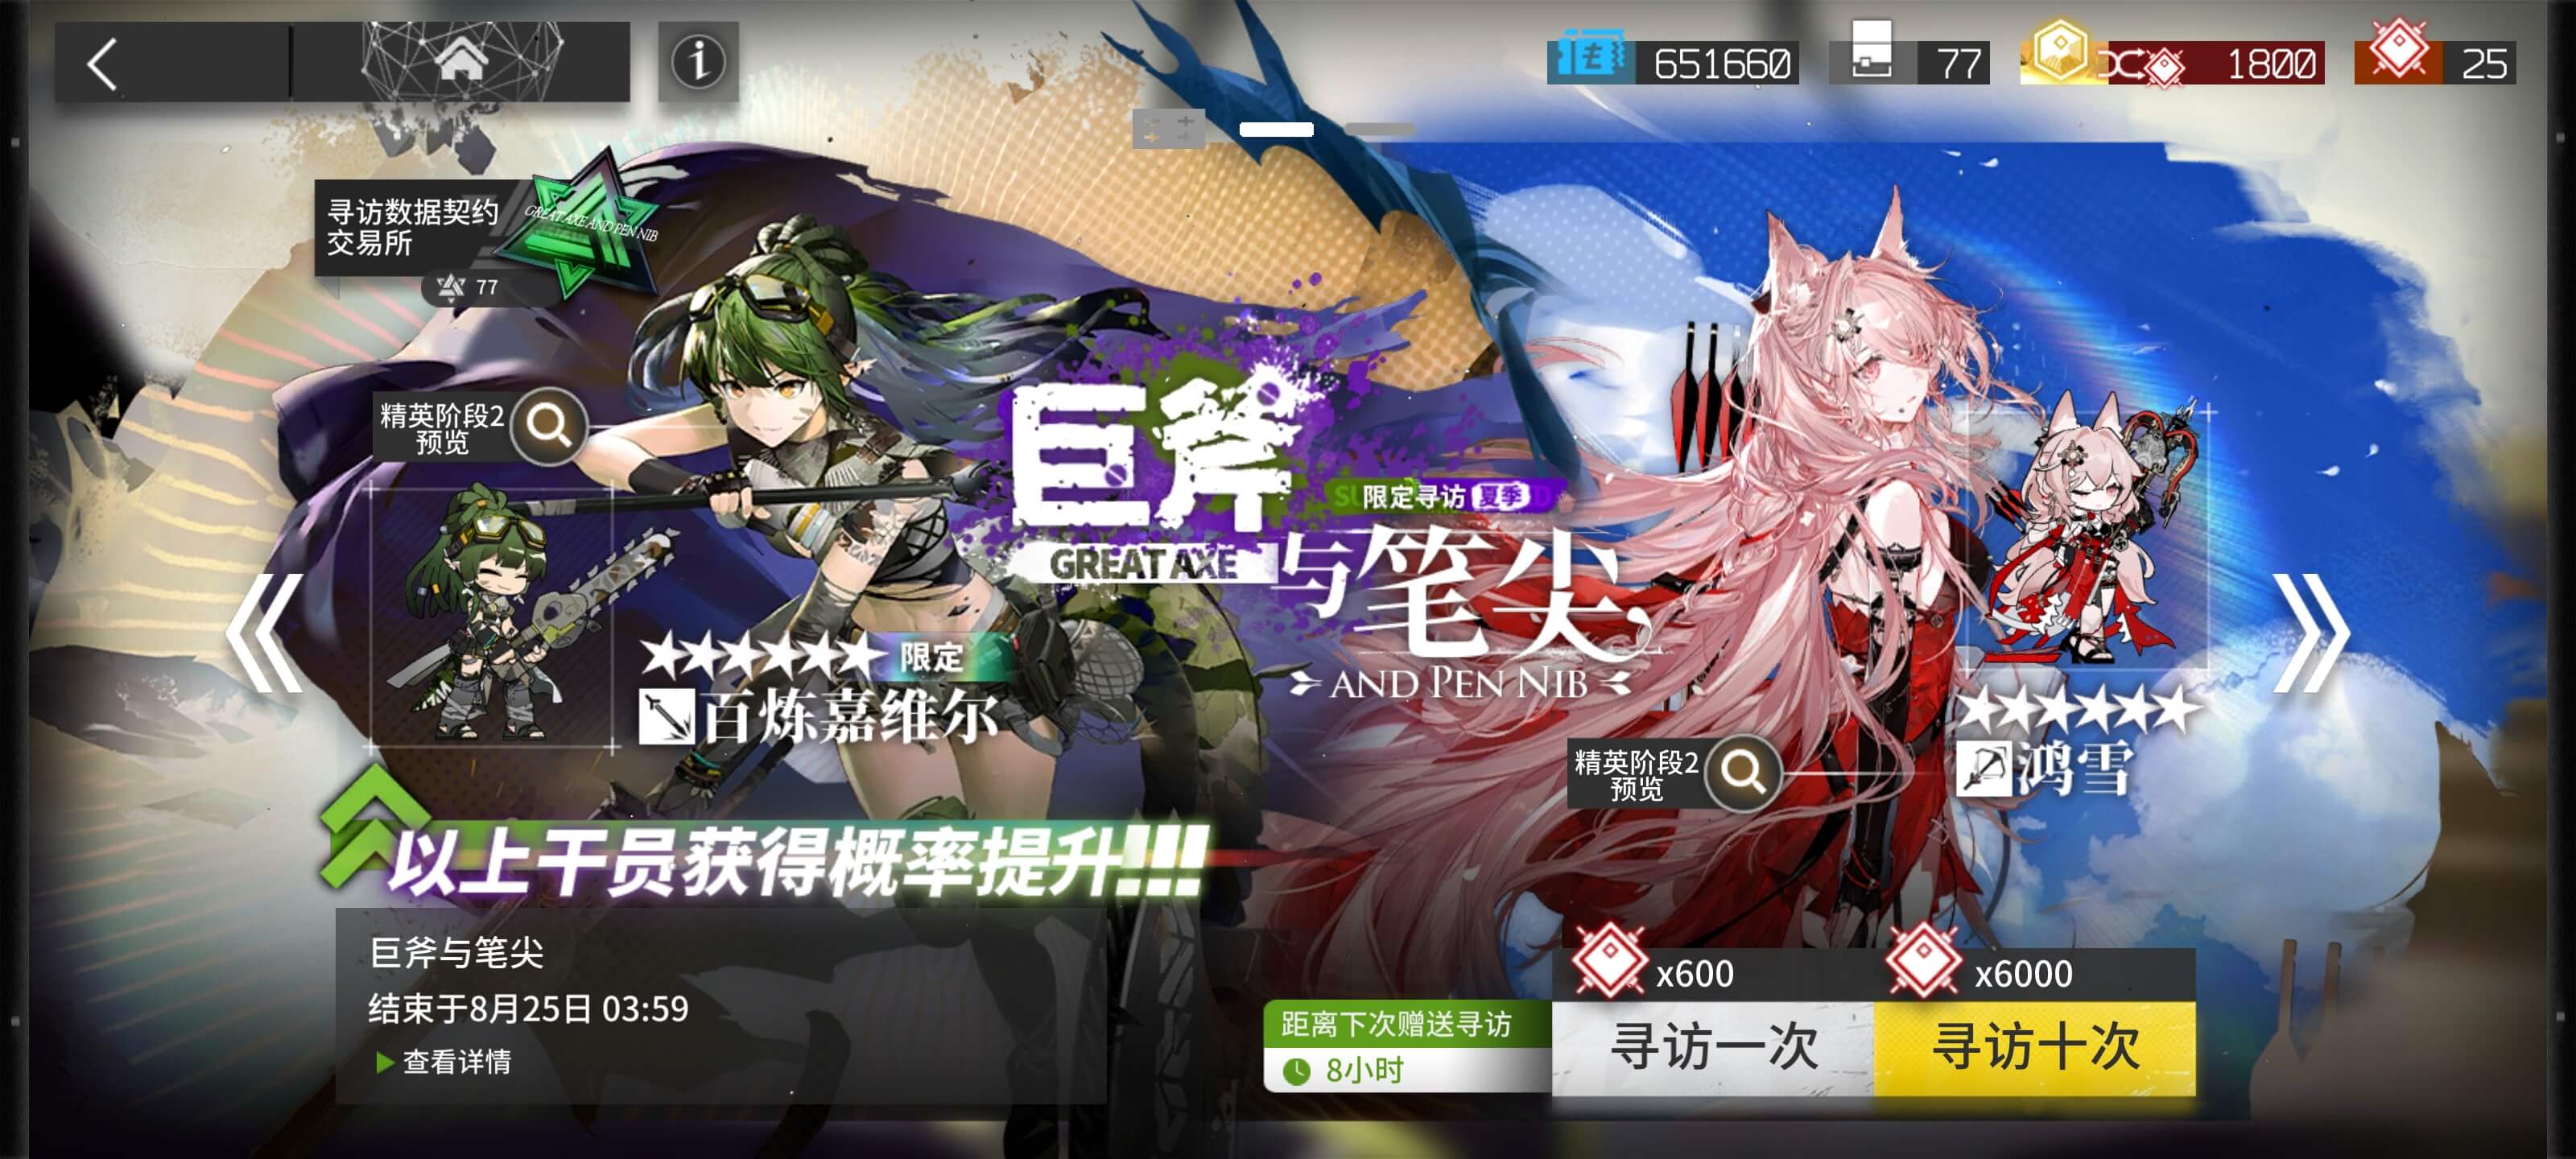 651660
77
1800
25
寻访数据契约
交易所
GREAT AXE AND PEN NIB
77
精英阶段2
预览
巨斧
限定寻访 夏季
GREAT AXE
与笔尖
AND PEN NIB
限定
百炼嘉维尔
鸿雪
精英阶段2
预览
以上干员获得概率提升!!!
巨斧与笔尖
结束于8月25日 03:59
查看详情
x600
x6000
距离下次赠送寻访
8小时
寻访一次
寻访十次